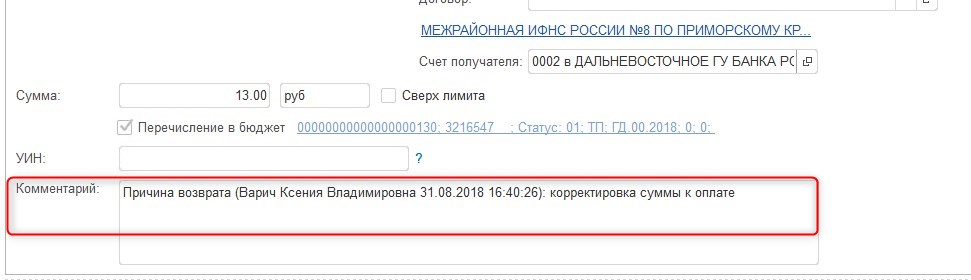 Договор:
МЕЖРАЙОННАЯ ИФНС РОССИИ №8 ПО ПРИМОРСКОМУ КР...
Счет получателя: 0002 в ДАЛЬНЕВОСТОЧНОЕ ГУ БАНКА РО
Сумма: 13.00 руб Сверх лимита
Перечисление в бюджет 00000000000000000130; 3216547 ; Статус: 01; ТП; ГД.00.2018; 0; 0;
УИН: ?
Комментарий: Причина возврата (Варич Ксения Владимировна 31.08.2018 16:40:26): корректировка суммы к оплате